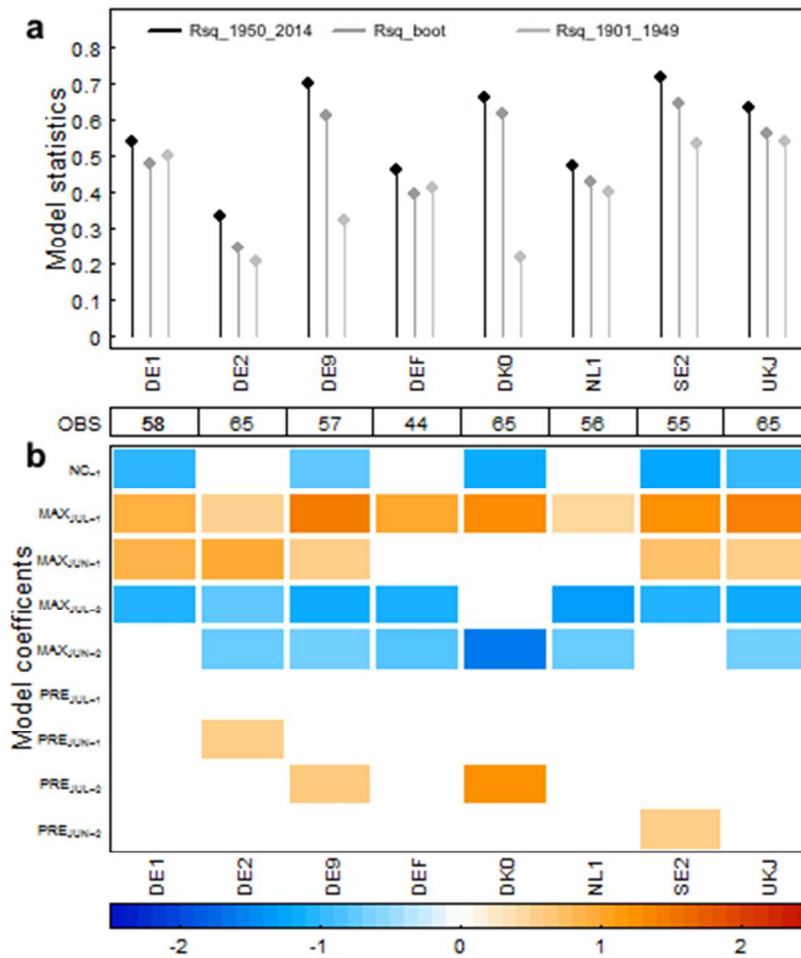 a
Rsq_1950_2014 Rsq_boot Rsq_1901_1949
Model statistics
0.8
0.7
0.6
0.5
0.4
0.3
0.2
0.1
0
DE1 DE2 DE9 DEF DK0 NL1 SE2 UKJ
OBS 58 65 57 44 65 56 55 65
b
Model coefficents
NC-1
MAXJUL-1
MAXJUN-1
MAXJUL-2
MAXJUN-2
PREJUL-1
PREJUN-1
PREJUL-2
PREJUN-2
DE1 DE2 DE9 DEF DK0 NL1 SE2 UKJ
-2 -1 0 1 2